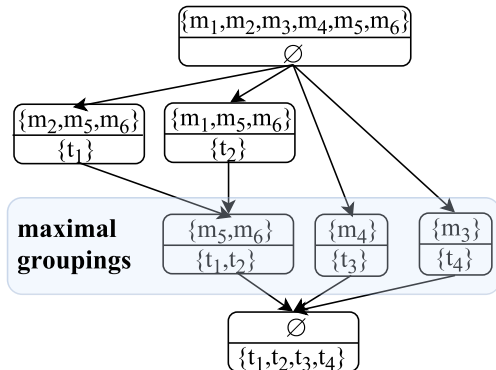 {m₁,m₂,m₃,m₄,m₅,m₆}
∅
{m₂,m₅,m₆}
{t₁}
{m₁,m₅,m₆}
{t₂}
maximal
groupings
{m₅,m₆}
{t₁,t₂}
{m₄}
{t₃}
{m₃}
{t₄}
∅
{t₁,t₂,t₃,t₄}